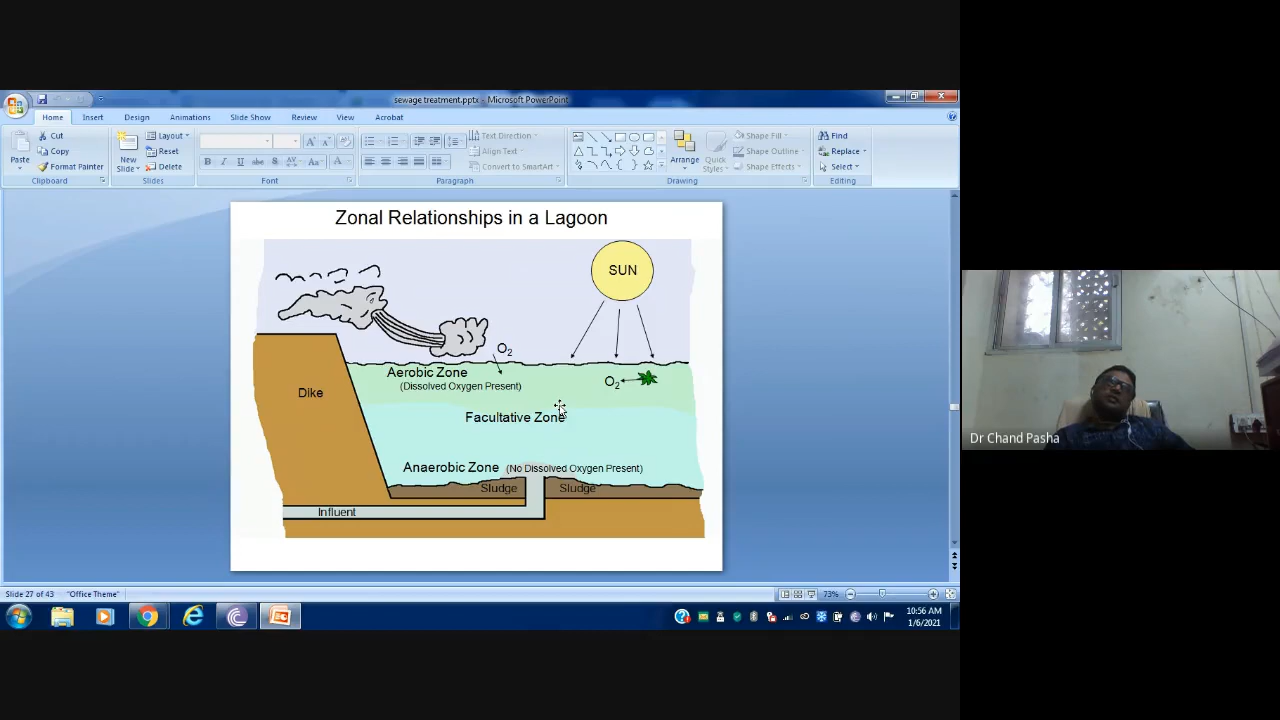 sewage treatment.pptx - Microsoft PowerPoint
Home Insert Design Animations Slide Show Review View Acrobat
Paste
Cut
Copy
Format Painter
Clipboard
New
Slide
Layout
Reset
Delete
Slides
B I U abc S AV Aa A
Font
Text Direction
Align Text
Convert to SmartArt
Paragraph
Arrange
Quick
Styles
Shape Fill
Shape Outline
Shape Effects
Drawing
Find
Replace
Select
Editing
Zonal Relationships in a Lagoon
SUN
O2
Aerobic Zone
(Dissolved Oxygen Present)
O2
Dike
Facultative Zone
Anaerobic Zone (No Dissolved Oxygen Present)
Sludge Sludge
Influent
Dr Chand Pasha
Slide 27 of 43 "Office Theme" 73%
10:56 AM
1/6/2021